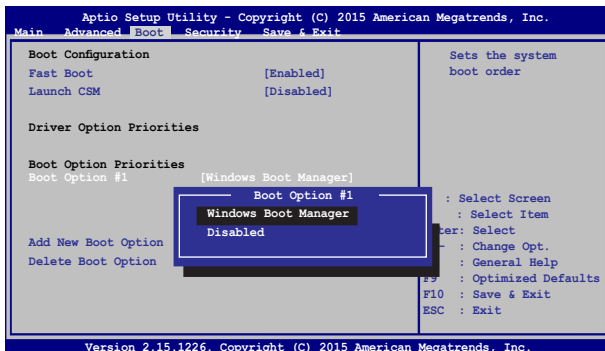 Aptio Setup Utility - Copyright (C) 2015 American Megatrends, Inc.
Main Advanced Boot Security Save & Exit
Boot Configuration
Fast Boot [Enabled]
Launch CSM [Disabled]
Driver Option Priorities
Boot Option Priorities
Boot Option #1 [Windows Boot Manager]
Boot Option #1
Windows Boot Manager
Disabled
Add New Boot Option
Delete Boot Option
Sets the system
boot order
: Select Screen
: Select Item
ter: Select
: Change Opt.
: General Help
F9 : Optimized Defaults
F10 : Save & Exit
ESC : Exit
Version 2.15.1226. Copyright (C) 2015 American Megatrends, Inc.